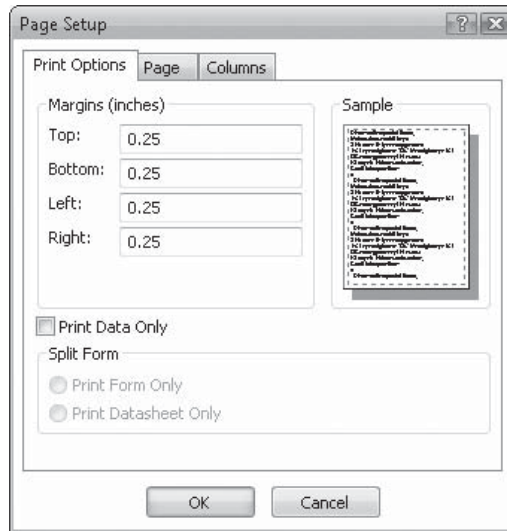 Page Setup
Print Options Page Columns
Margins (inches)
Top: 0.25
Bottom: 0.25
Left: 0.25
Right: 0.25
Sample
Print Data Only
Split Form
Print Form Only
Print Datasheet Only
OK Cancel